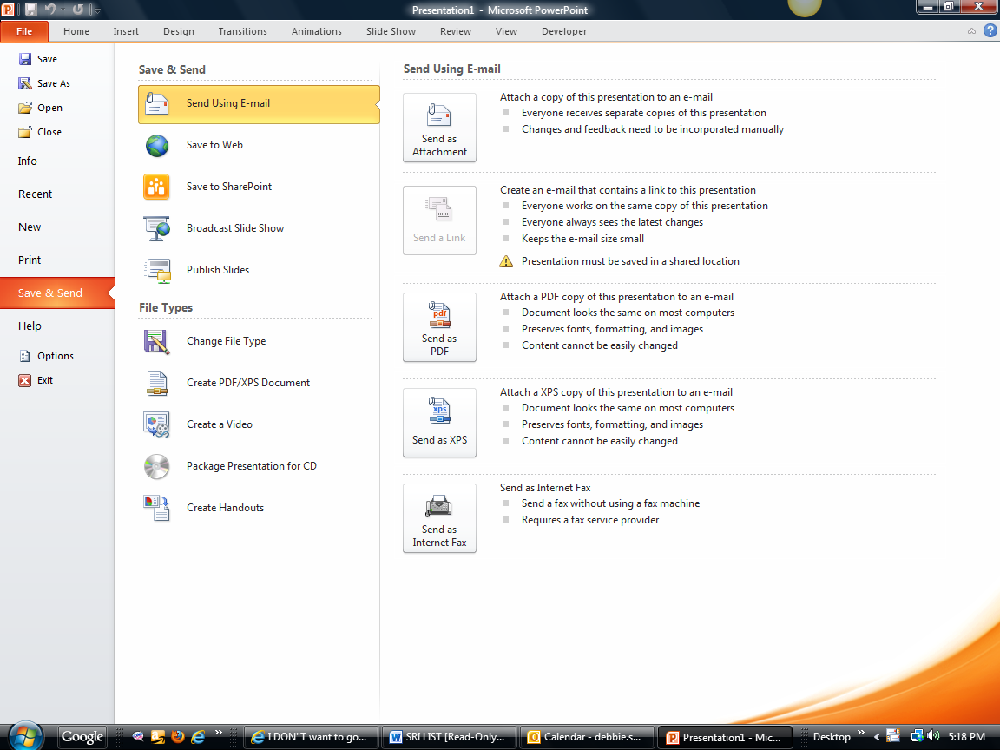 Presentation1 - Microsoft PowerPoint
File Home Insert Design Transitions Animations Slide Show Review View Developer
Save
Save As
Open
Close
Info
Recent
New
Print
Save & Send
Help
Options
Exit
Save & Send
Send Using E-mail
Save to Web
Save to SharePoint
Broadcast Slide Show
Publish Slides
File Types
Change File Type
Create PDF/XPS Document
Create a Video
Package Presentation for CD
Create Handouts
Send Using E-mail
Send as
Attachment
Attach a copy of this presentation to an e-mail
Everyone receives separate copies of this presentation
Changes and feedback need to be incorporated manually
Send a Link
Create an e-mail that contains a link to this presentation
Everyone works on the same copy of this presentation
Everyone always sees the latest changes
Keeps the e-mail size small
Presentation must be saved in a shared location
pdf
Send as
PDF
Attach a PDF copy of this presentation to an e-mail
Document looks the same on most computers
Preserves fonts, formatting, and images
Content cannot be easily changed
xps
Send as XPS
Attach a XPS copy of this presentation to an e-mail
Document looks the same on most computers
Preserves fonts, formatting, and images
Content cannot be easily changed
Send as
Internet Fax
Send as Internet Fax
Send a fax without using a fax machine
Requires a fax service provider
Google I DON"T want to go... SRI LIST [Read-Only... Calendar - debbie.s... Presentation1 - Mic... Desktop 5:18 PM